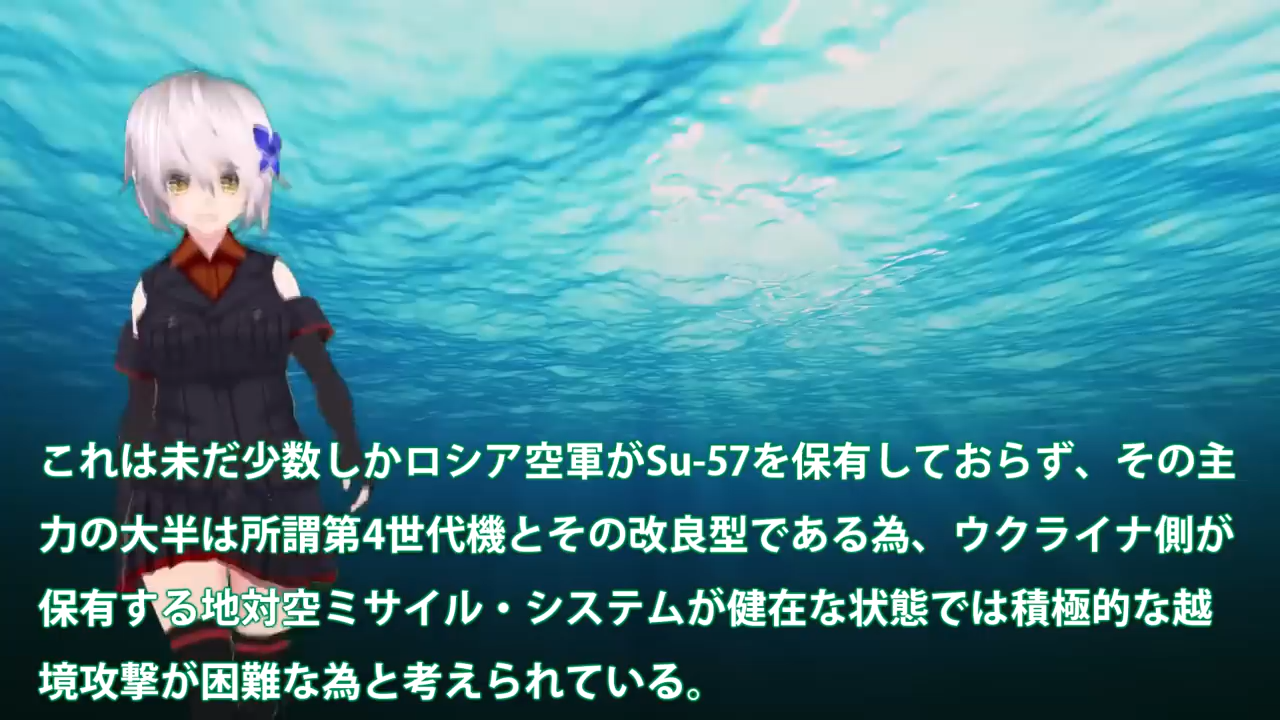 これは未だ少数しかロシア空軍がSu-57を保有しておらず、その主
力の大半は所謂第4世代機とその改良型である為、ウクライナ側が
保有する地対空ミサイル・システムが健在な状態では積極的な越
境攻撃が困難な為と考えられている。